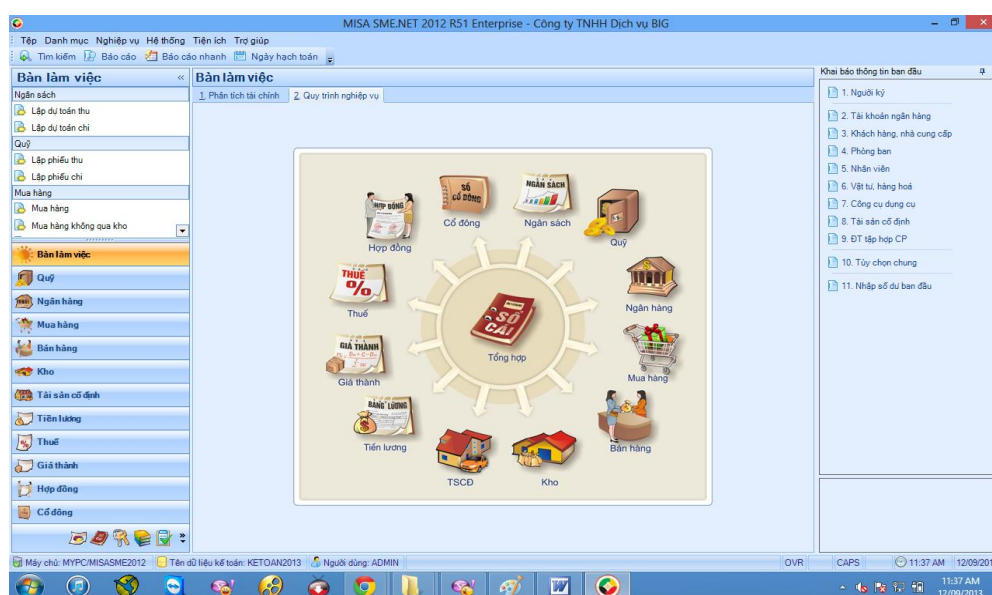 MISA SME.NET 2012 R51 Enterprise - Công ty TNHH Dịch vụ BIG
Tệp Danh mục Nghiệp vụ Hệ thống Tiện ích Trợ giúp
Tìm kiếm Báo cáo Báo cáo nhanh Ngày hạch toán
Bàn làm việc «
Ngân sách
Lập dự toán thu
Lập dự toán chi
Quỹ
Lập phiếu thu
Lập phiếu chi
Mua hàng
Mua hàng
Mua hàng không qua kho
Bàn làm việc
Quỹ
Ngân hàng
Mua hàng
Bán hàng
Kho
Tài sản cố định
Tiền lương
Thuế
Giá thành
Hợp đồng
Cổ đông
Bàn làm việc
1. Phân tích tài chính 2. Quy trình nghiệp vụ
HỢP ĐỒNG
Hợp đồng
SỔ
CỔ ĐÔNG
Cổ đông
NGÂN SÁCH
Ngân sách
Quỹ
THUẾ
%
Thuế
Ngân hàng
SỔ
CÁI
Tổng hợp
GIÁ THÀNH
Giá thành
Mua hàng
BẢNG LƯƠNG
Tiền lương
Bán hàng
TSCĐ
Kho
Khai báo thông tin ban đầu
1. Người ký
2. Tài khoản ngân hàng
3. Khách hàng, nhà cung cấp
4. Phòng ban
5. Nhân viên
6. Vật tư, hàng hoá
7. Công cụ dụng cụ
8. Tài sản cố định
9. ĐT tập hợp CP
10. Tùy chọn chung
11. Nhập số dư ban đầu
Máy chủ: MYPC/MISASME2012 Tên dữ liệu kế toán: KETOAN2013 Người dùng: ADMIN OVR CAPS 11:37 AM 12/09/201
11:37 AM
12/09/2013